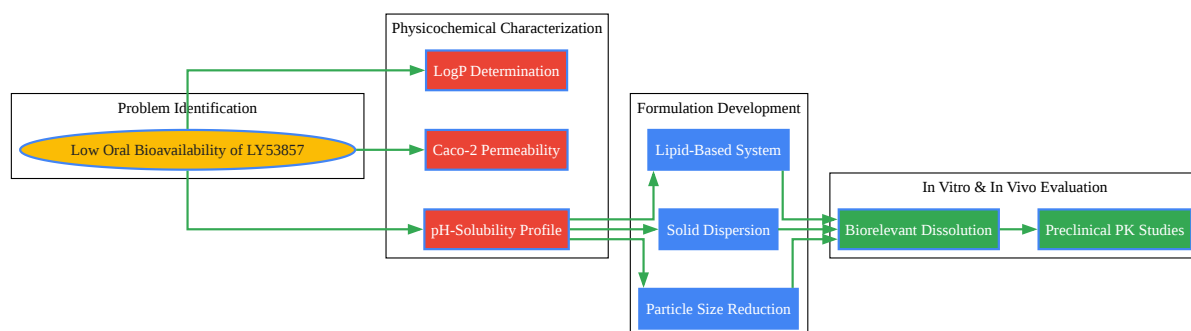 Problem Identification
Low Oral Bioavailability of LY53857
Physicochemical Characterization
LogP Determination
Caco-2 Permeability
pH-Solubility Profile
Formulation Development
Lipid-Based System
Solid Dispersion
Particle Size Reduction
In Vitro & In Vivo Evaluation
Biorelevant Dissolution
Preclinical PK Studies